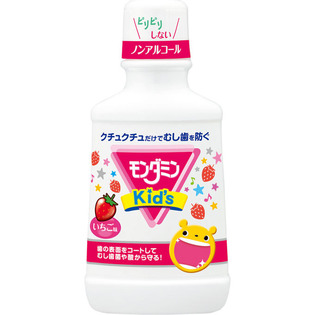 ピリピリ
しない
ノンアルコール
クチュクチュだけでむし歯を防ぐ
モンダミン
Kid's
いちご味
歯の表面をコートして
むし歯菌や酸から守る!